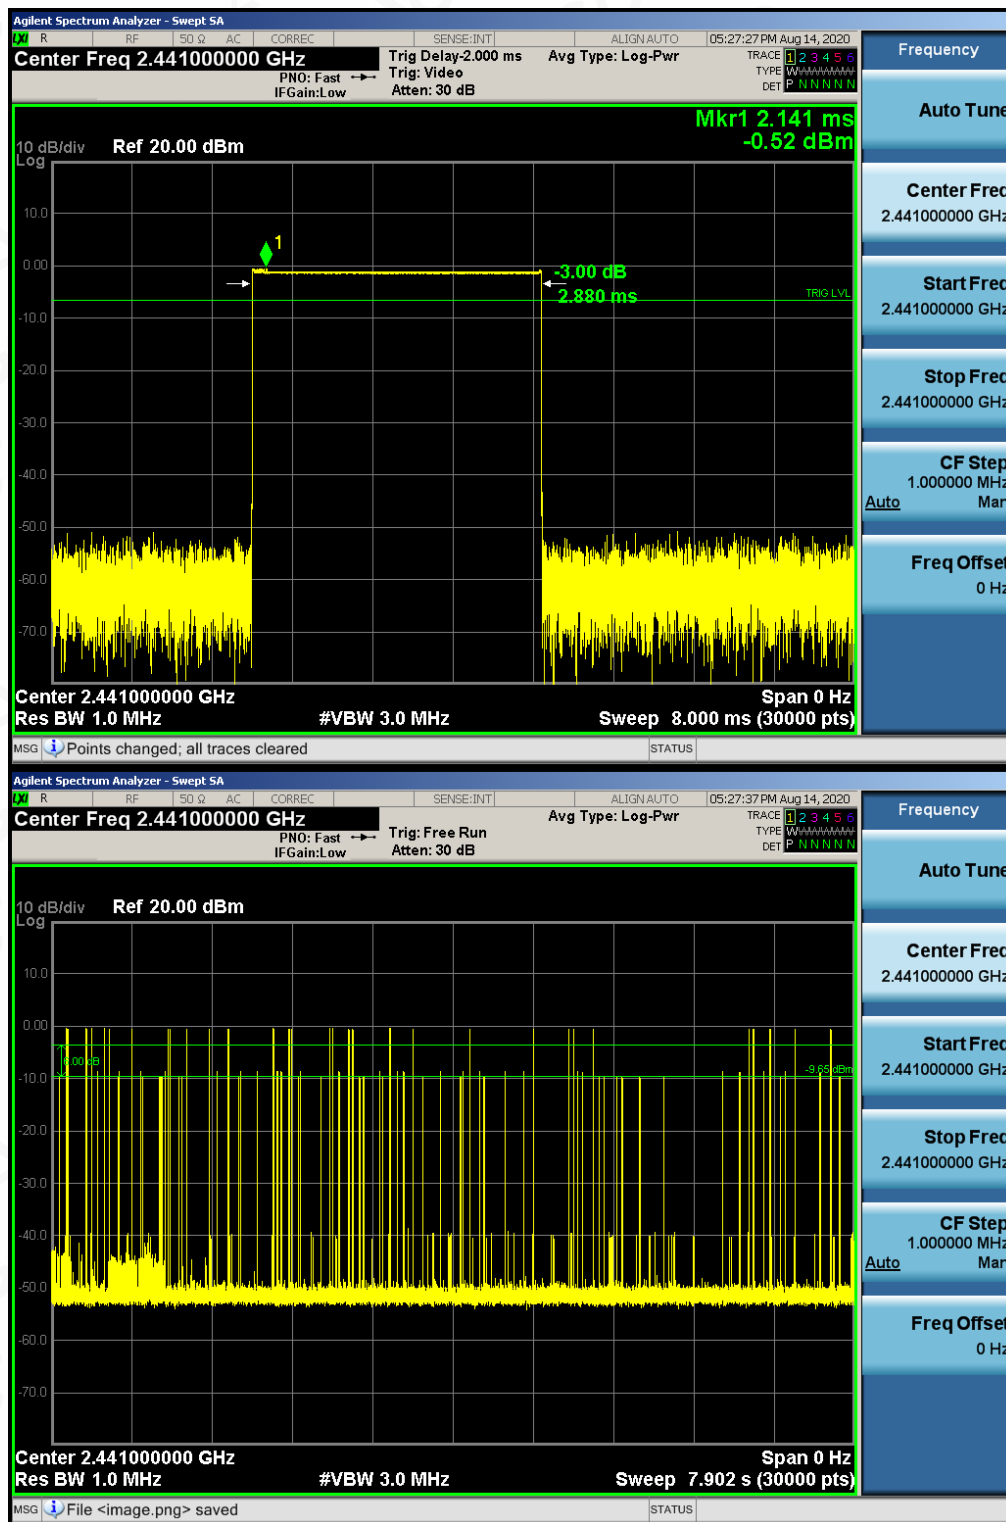 Agilent Spectrum Analyzer - Swept SA
LXI R RF 50 Ω AC CORREC SENSE:INT ALIGN AUTO 05:27:27 PM Aug 14, 2020
Center Freq 2.441000000 GHz
PNO: Fast
IFGain:Low
Trig Delay-2.000 ms
Trig: Video
Atten: 30 dB
Avg Type: Log-Pwr
TRACE 1 2 3 4 5 6
TYPE WWWWWW
DET P N N N N N
Mkr1 2.141 ms
-0.52 dBm
10 dB/div
Log
Ref 20.00 dBm
10.0
0.00
-10.0
-20.0
-30.0
-40.0
-50.0
-60.0
-70.0
1
-3.00 dB
2.880 ms
TRIG LVL
Center 2.441000000 GHz
Span 0 Hz
Res BW 1.0 MHz
#VBW 3.0 MHz
Sweep 8.000 ms (30000 pts)
MSG Points changed; all traces cleared
STATUS
Frequency
Auto Tune
Center Freq
2.441000000 GHz
Start Freq
2.441000000 GHz
Stop Freq
2.441000000 GHz
CF Step
1.000000 MHz
Auto Man
Freq Offset
0 Hz
Agilent Spectrum Analyzer - Swept SA
LXI R RF 50 Ω AC CORREC SENSE:INT ALIGN AUTO 05:27:37 PM Aug 14, 2020
Center Freq 2.441000000 GHz
PNO: Fast
IFGain:Low
Trig: Free Run
Atten: 30 dB
Avg Type: Log-Pwr
TRACE 1 2 3 4 5 6
TYPE WWWWWW
DET P N N N N N
10 dB/div
Log
Ref 20.00 dBm
10.0
0.00
-10.0
-20.0
-30.0
-40.0
-50.0
-60.0
-70.0
6.00 dB
-9.65 dBm
Center 2.441000000 GHz
Span 0 Hz
Res BW 1.0 MHz
#VBW 3.0 MHz
Sweep 7.902 s (30000 pts)
MSG File <image.png> saved
STATUS
Frequency
Auto Tune
Center Freq
2.441000000 GHz
Start Freq
2.441000000 GHz
Stop Freq
2.441000000 GHz
CF Step
1.000000 MHz
Auto Man
Freq Offset
0 Hz